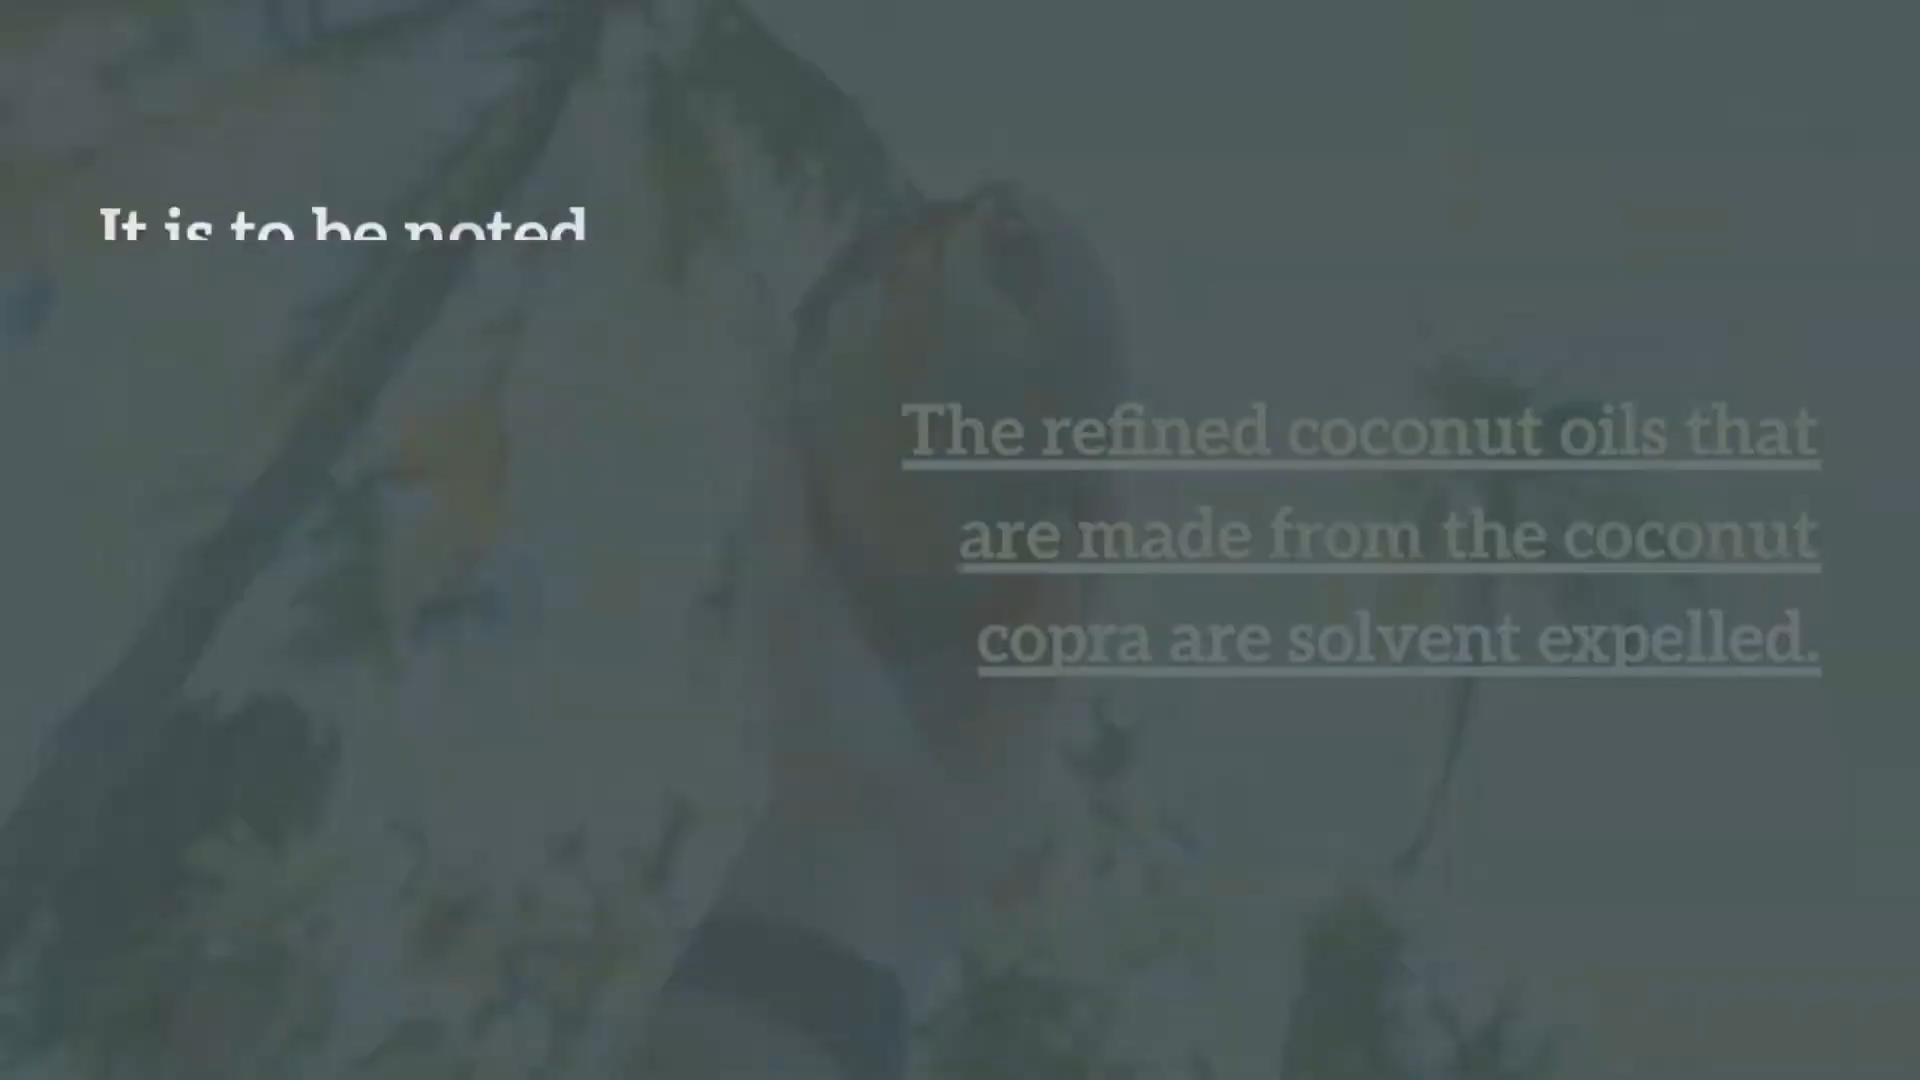 It is to be noted
The refined coconut oils that
are made from the coconut
copra are solvent expelled.